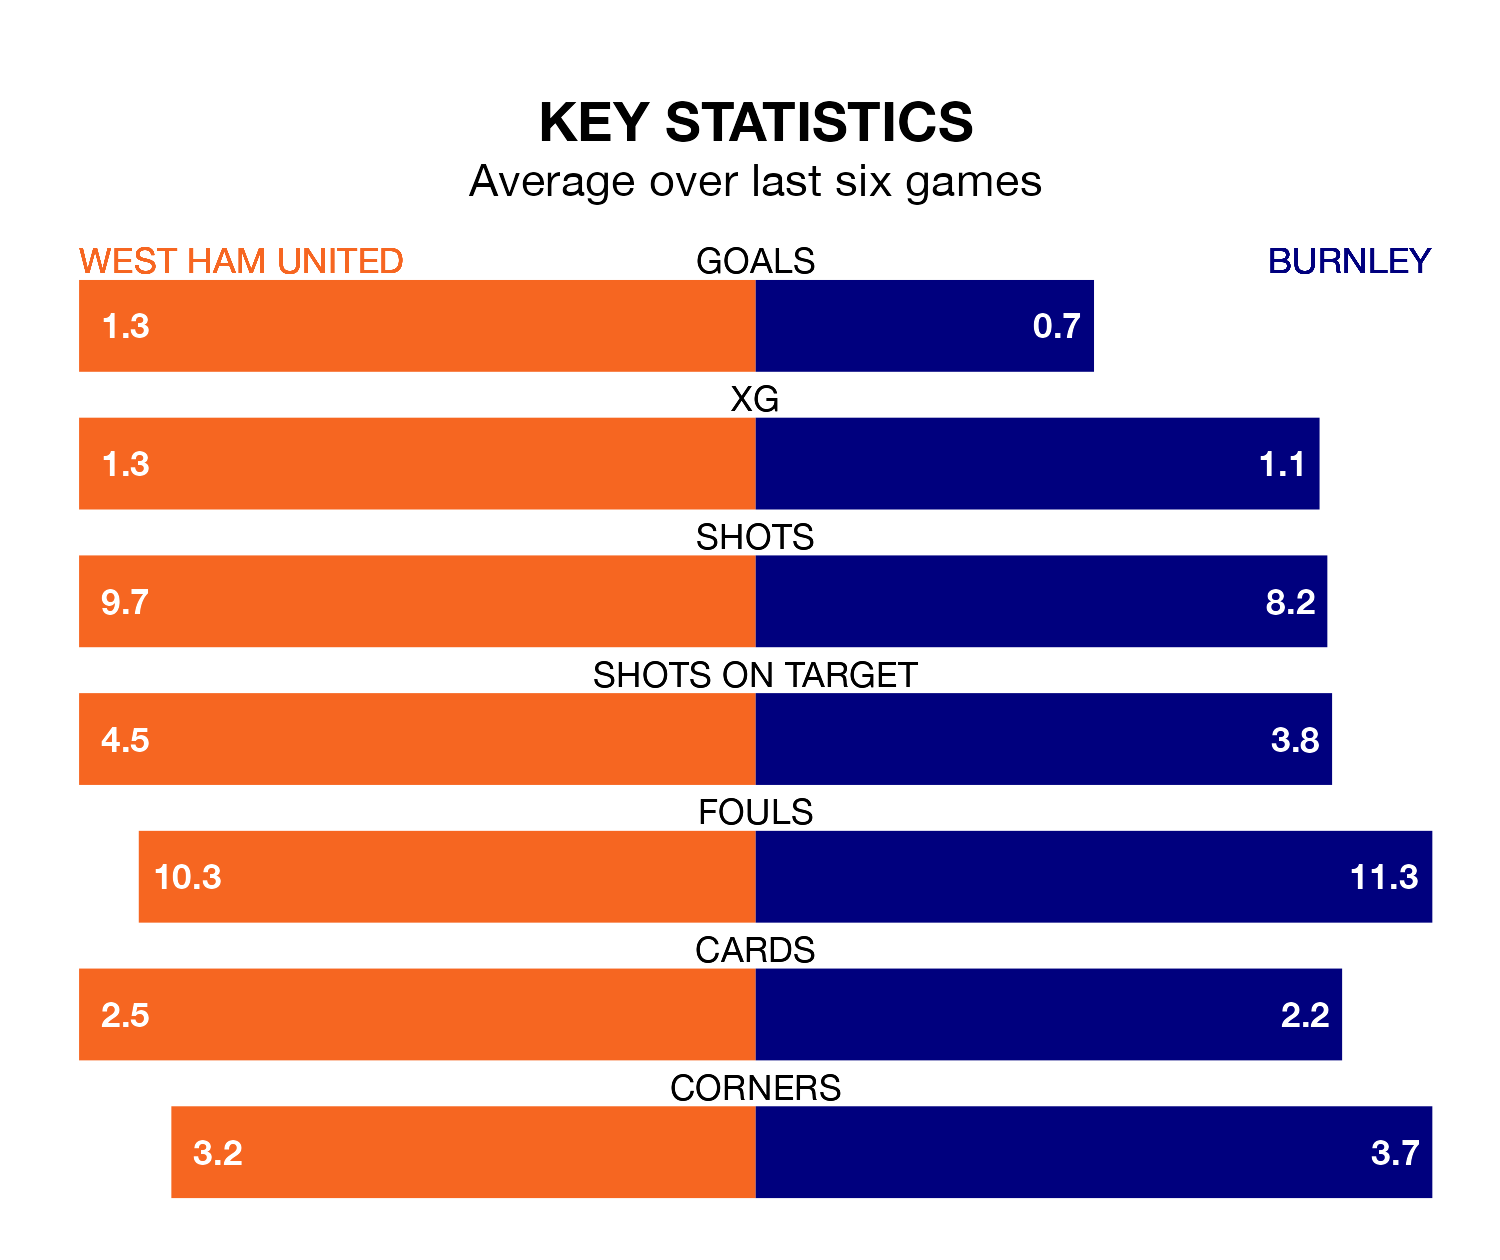 KEY STATISTICS
Average over last six games
WEST HAM UNITED GOALS BURNLEY
1.3 0.7
XG
1.3 1.1
SHOTS
9.7 8.2
SHOTS ON TARGET
4.5 3.8
FOULS
10.3 11.3
CARDS
2.5 2.2
CORNERS
3.2 3.7